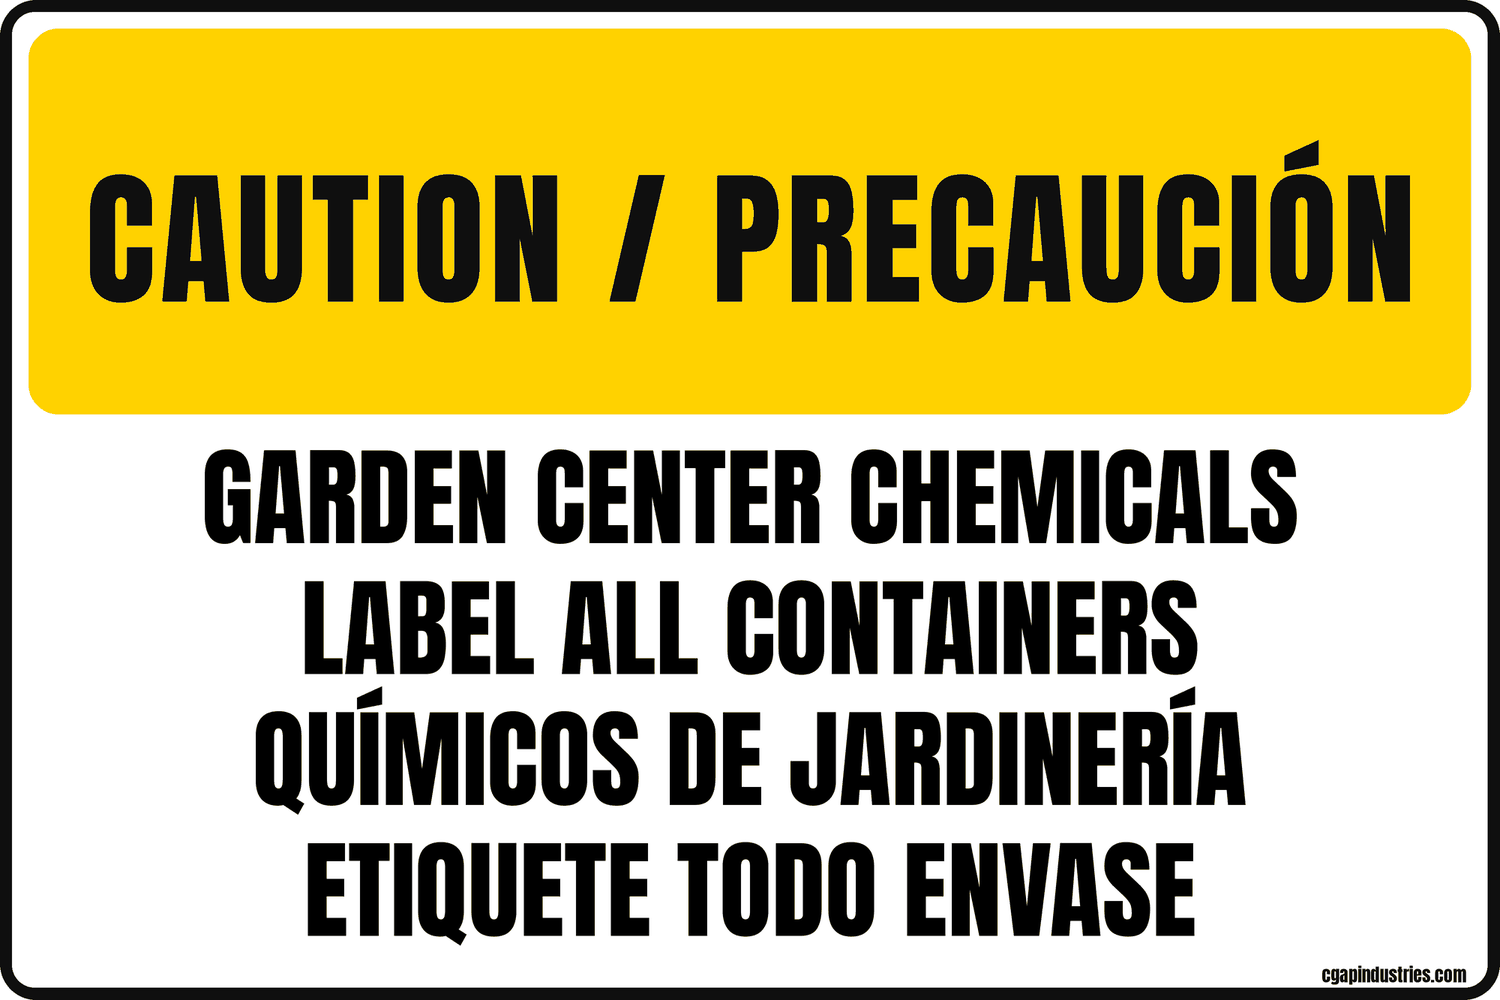 CAUTION / PRECAUCIÓN
GARDEN CENTER CHEMICALS
LABEL ALL CONTAINERS
QUÍMICOS DE JARDINERÍA
ETIQUETE TODO ENVASE
cgapindustries.com